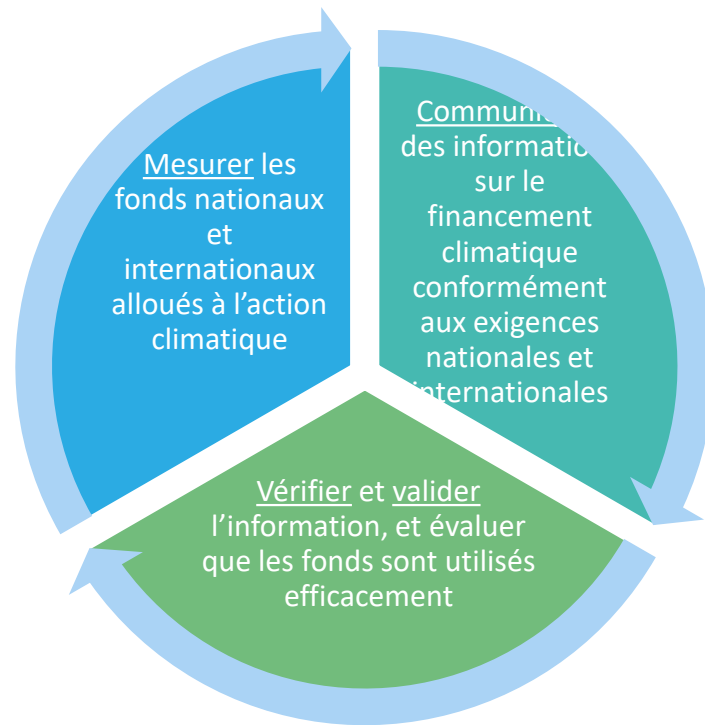 Mesurer les
fonds nationaux
et
internationaux
alloués à l’action
climatique
des
sur le
financement
climatique
conformément
aux exigences
nationales et
internationales
Vérifier et valider
l’information, et évaluer
que les fonds sont utilisés
efficacement